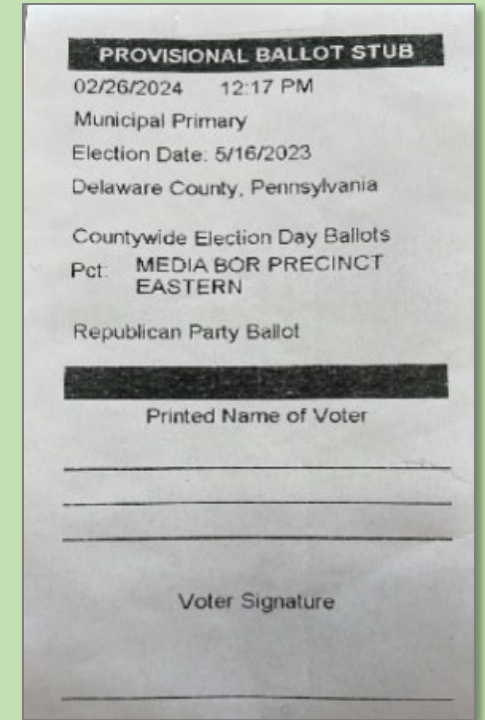 PROVISIONAL BALLOT STUB
02/26/2024 12:17 PM
Municipal Primary
Election Date: 5/16/2023
Delaware County, Pennsylvania
Countywide Election Day Ballots
Pct: MEDIA BOR PRECINCT
EASTERN
Republican Party Ballot
Printed Name of Voter
Voter Signature